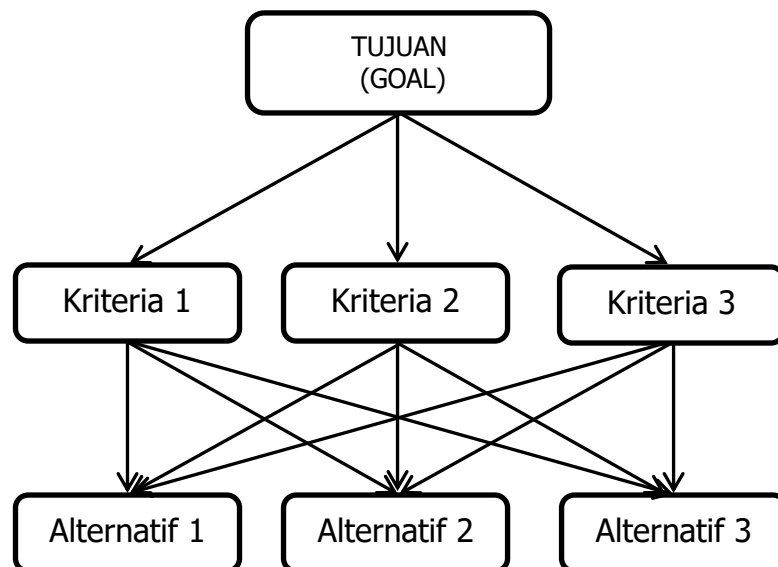 TUJUAN
(GOAL)
Kriteria 1
Kriteria 2
Kriteria 3
Alternatif 1
Alternatif 2
Alternatif 3